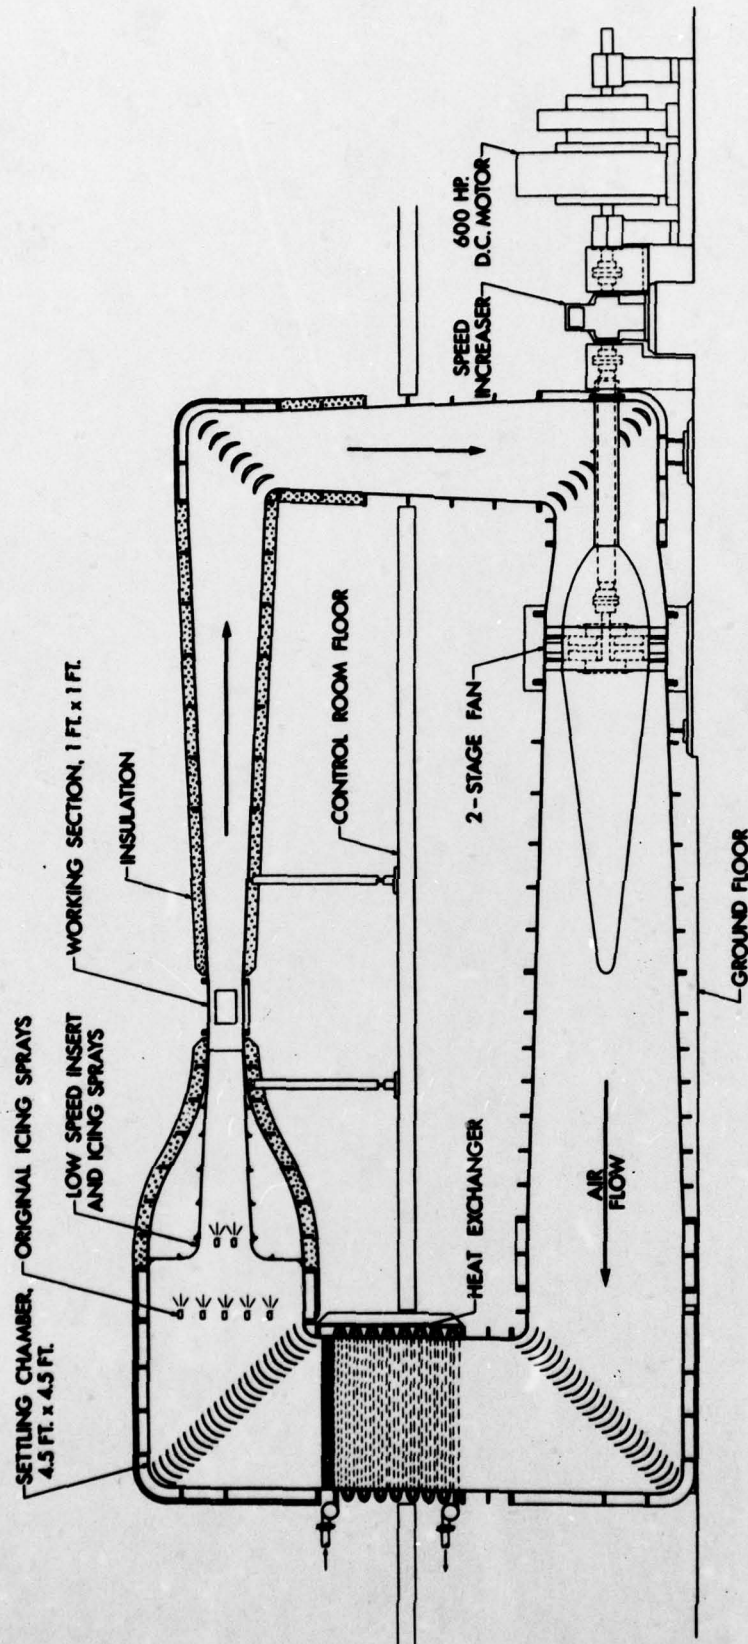 SETTLING CHAMBER,
4.5 FT. x 4.5 FT.
ORIGINAL ICING SPRAYS
LOW SPEED INSERT
AND ICING SPRAYS
WORKING SECTION, 1 FT. x 1 FT.
INSULATION
CONTROL ROOM FLOOR
HEAT EXCHANGER
2-STAGE FAN
SPEED
INCREASER
600 HP.
D.C. MOTOR
AIR
FLOW
GROUND FLOOR